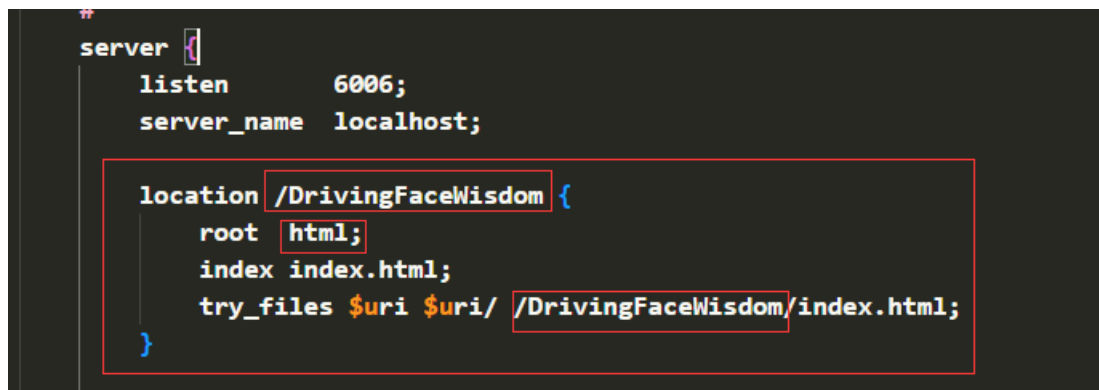 #
server {
listen 6006;
server_name localhost;
location /DrivingFaceWisdom {
root html;
index index.html;
try_files $uri $uri/ /DrivingFaceWisdom/index.html;
}